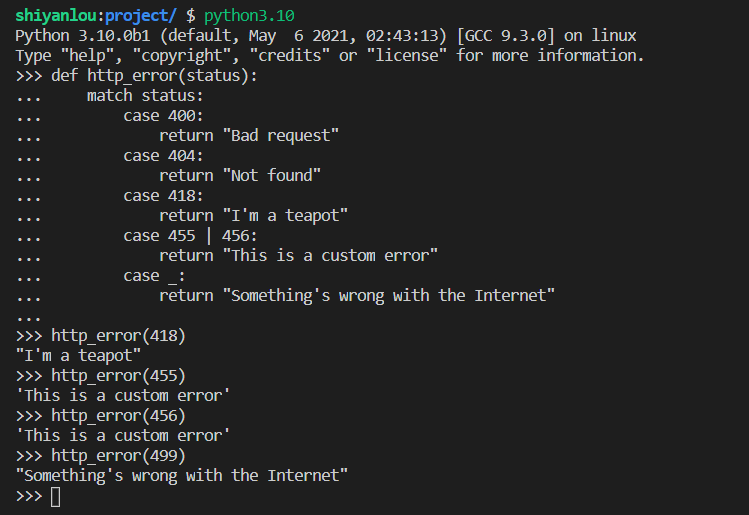 shiyanlou:project/ $ python3.10
Python 3.10.0b1 (default, May  6 2021, 02:43:13) [GCC 9.3.0] on linux
Type "help", "copyright", "credits" or "license" for more information.
>>> def http_error(status):
...     match status:
...         case 400:
...             return "Bad request"
...         case 404:
...             return "Not found"
...         case 418:
...             return "I'm a teapot"
...         case 455 | 456:
...             return "This is a custom error"
...         case _:
...             return "Something's wrong with the Internet"
...
>>> http_error(418)
"I'm a teapot"
>>> http_error(455)
'This is a custom error'
>>> http_error(456)
'This is a custom error'
>>> http_error(499)
"Something's wrong with the Internet"
>>>